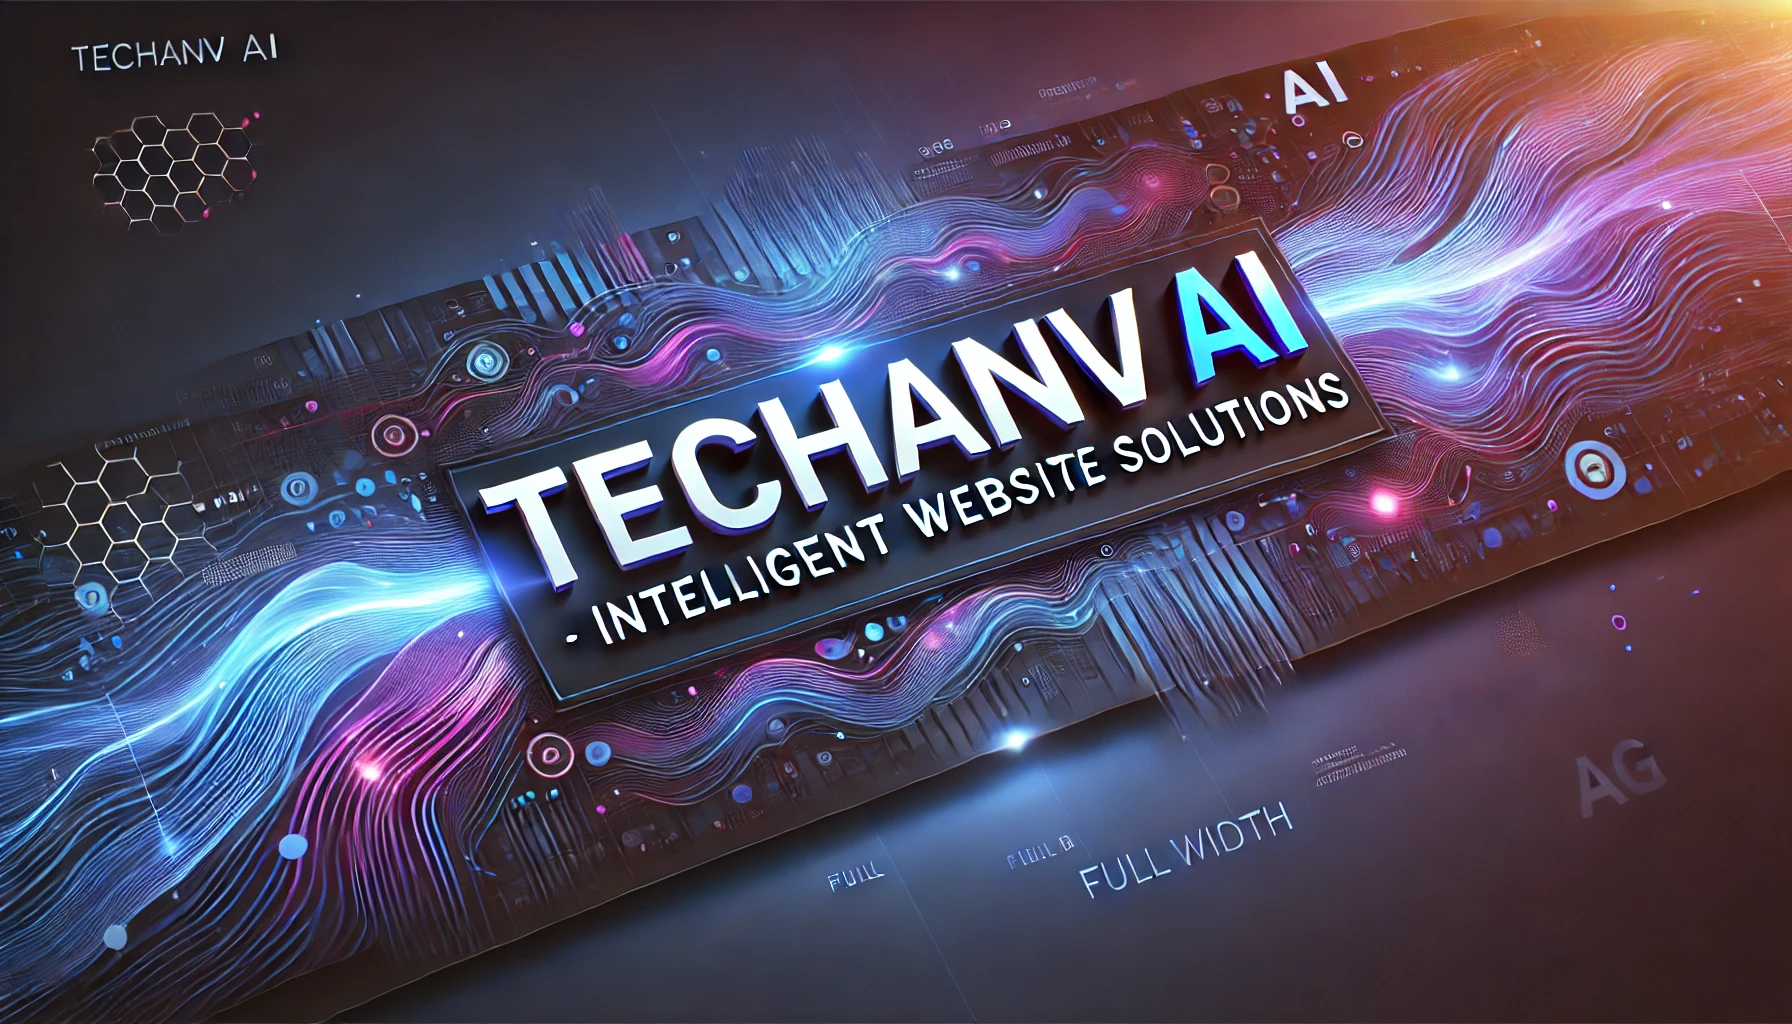 TECHANV AI
AI
TECHANV AI
- INTELLIGENT WEBSITE SOLUTIONS
FULL
FULL WIDTH
AG